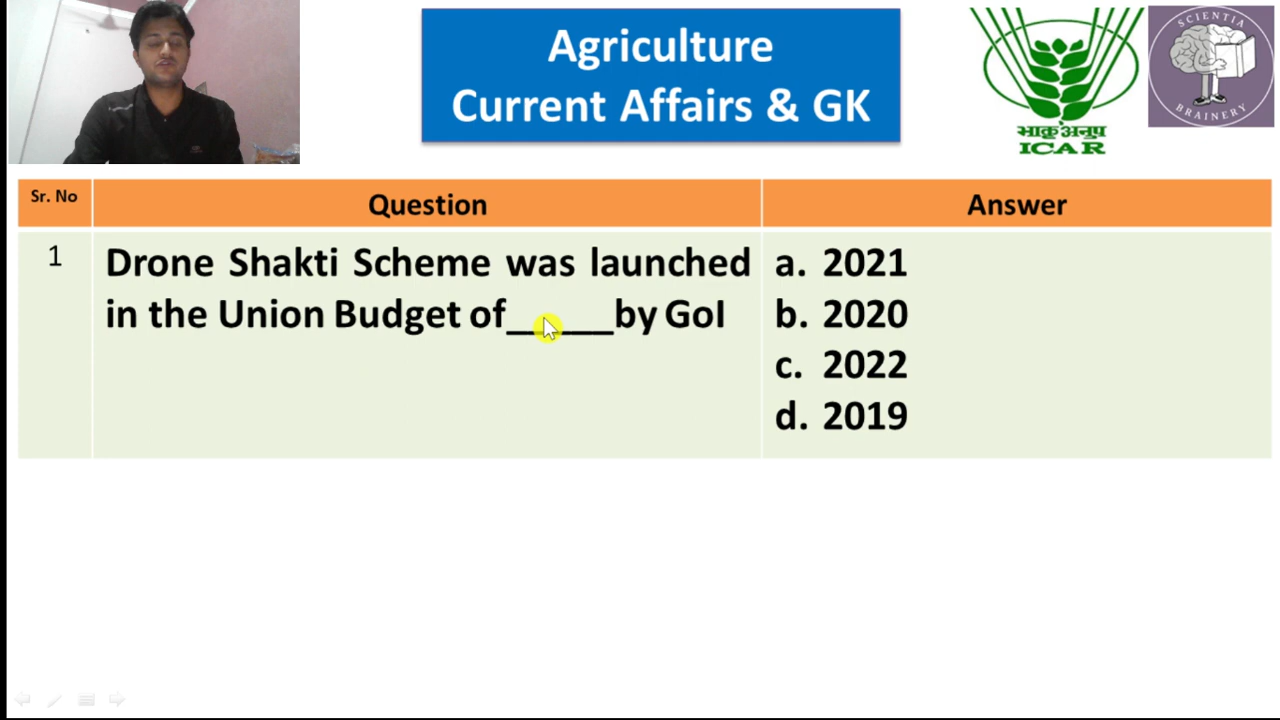 Agriculture
Current Affairs & GK
भाकृअनुप
ICAR
SCIENTIA
BRAINERY
Sr. No
Question
Answer
1
Drone Shakti Scheme was launched
in the Union Budget of_____by GoI
a. 2021
b. 2020
c. 2022
d. 2019